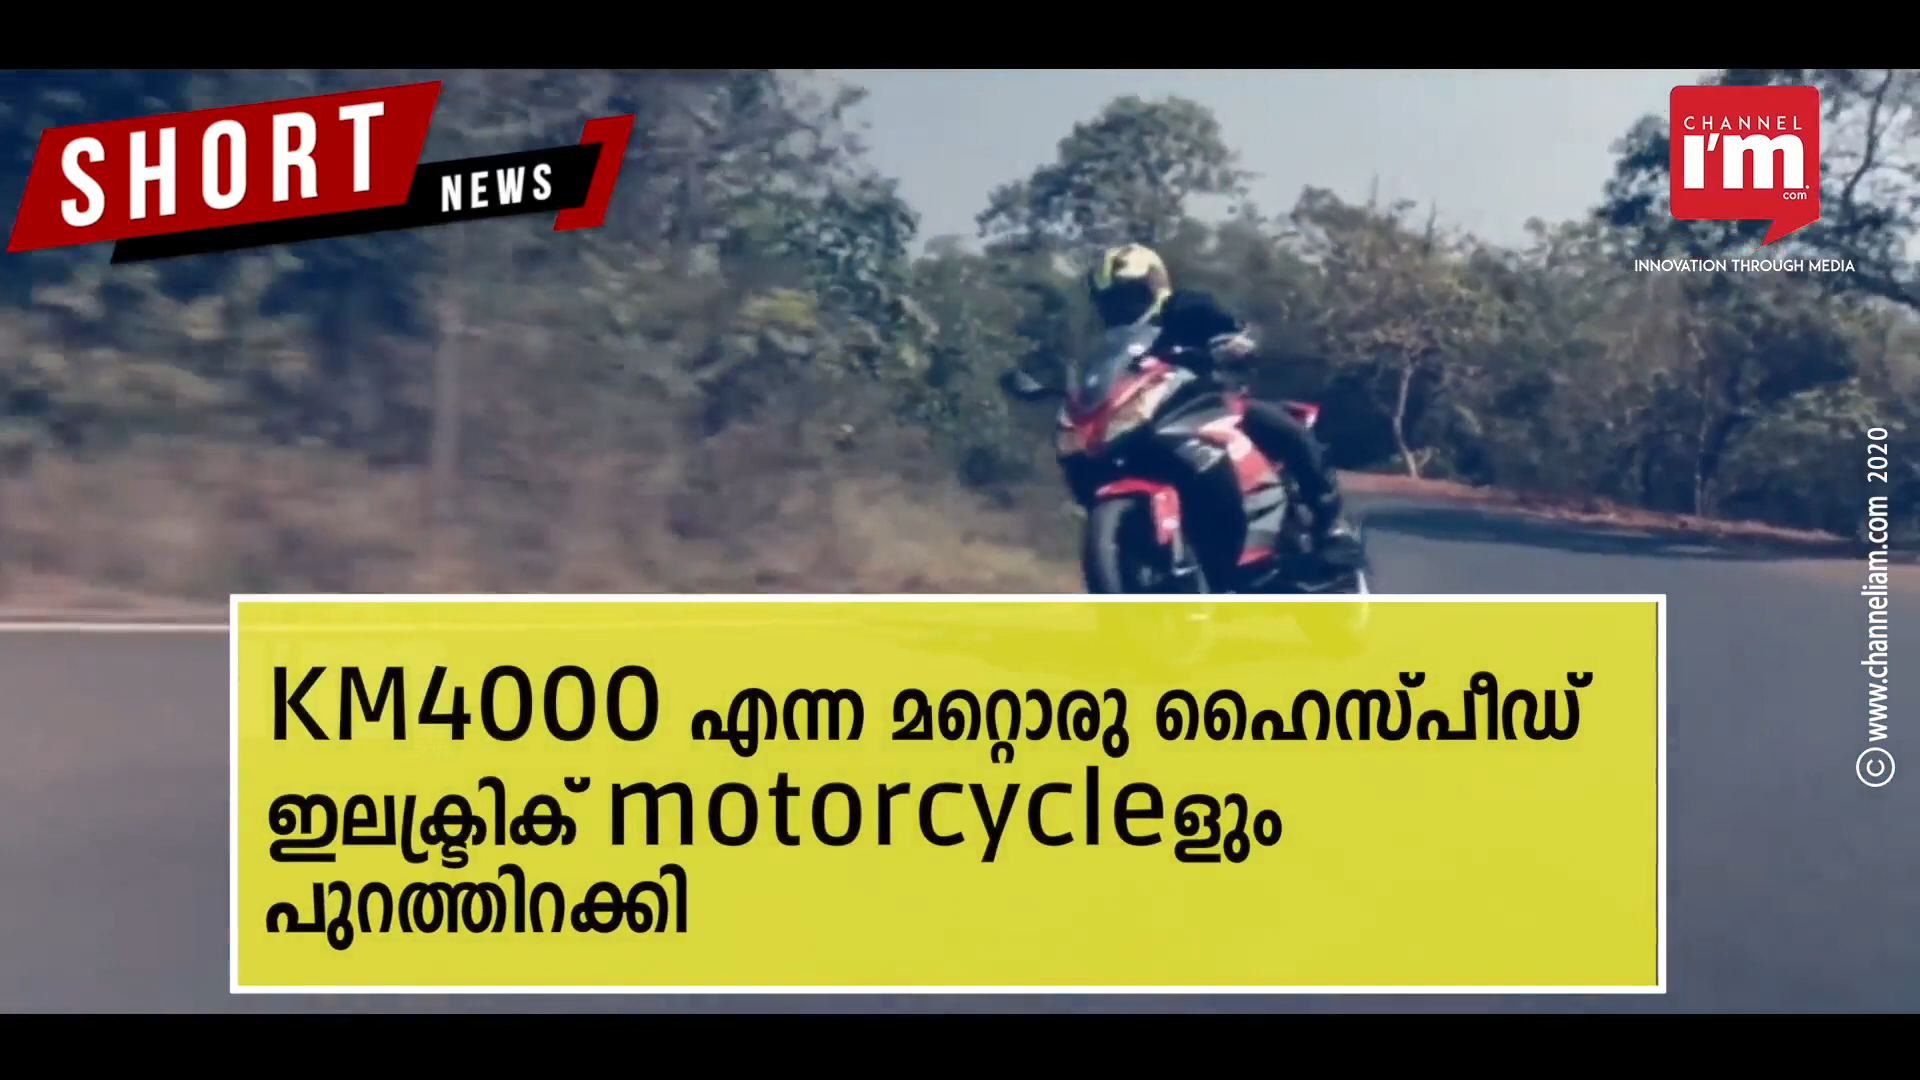 SHORT
NEWS
CHANNEL
I'm
.com
INNOVATION THROUGH MEDIA
© www.channeliam.com 2020
KM4000 എന്ന മറ്റൊരു ഹൈസ്പീഡ്
ഇലക്ട്രിക് motorcycleളും
പുറത്തിറക്കി